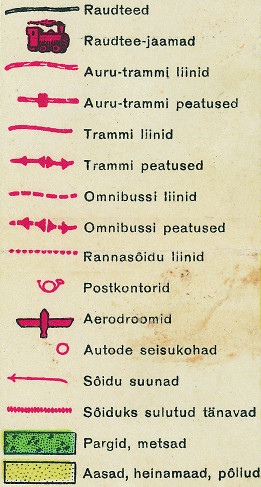 Raudteed
Raudtee-jaamad
Auru-trammi liinid
Auru-trammi peatused
Trammi liinid
Trammi peatused
Omnibussi liinid
Omnibussi peatused
Rannasõidu liinid
Postkontorid
Aerodroomid
Autode seisukohad
Sõidu suunad
Sõiduks sulutud tänavad
Pargid, metsad
Aasad, heinamaad, põllud